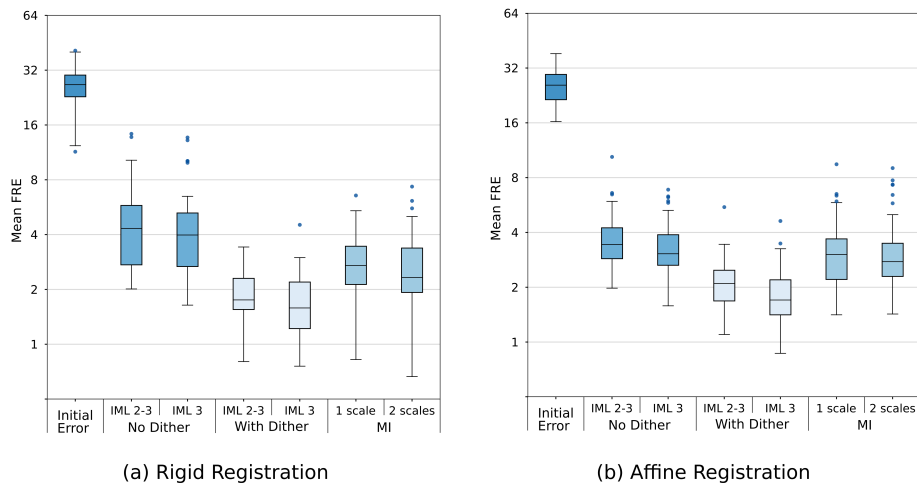 Mean FRE
64
32
16
8
4
2
1
Initial Error
IML 2-3
IML 3
No Dither
IML 2-3
IML 3
With Dither
1 scale
2 scales
MI
(a) Rigid Registration
Mean FRE
64
32
16
8
4
2
1
Initial Error
IML 2-3
IML 3
No Dither
IML 2-3
IML 3
With Dither
1 scale
2 scales
MI
(b) Affine Registration